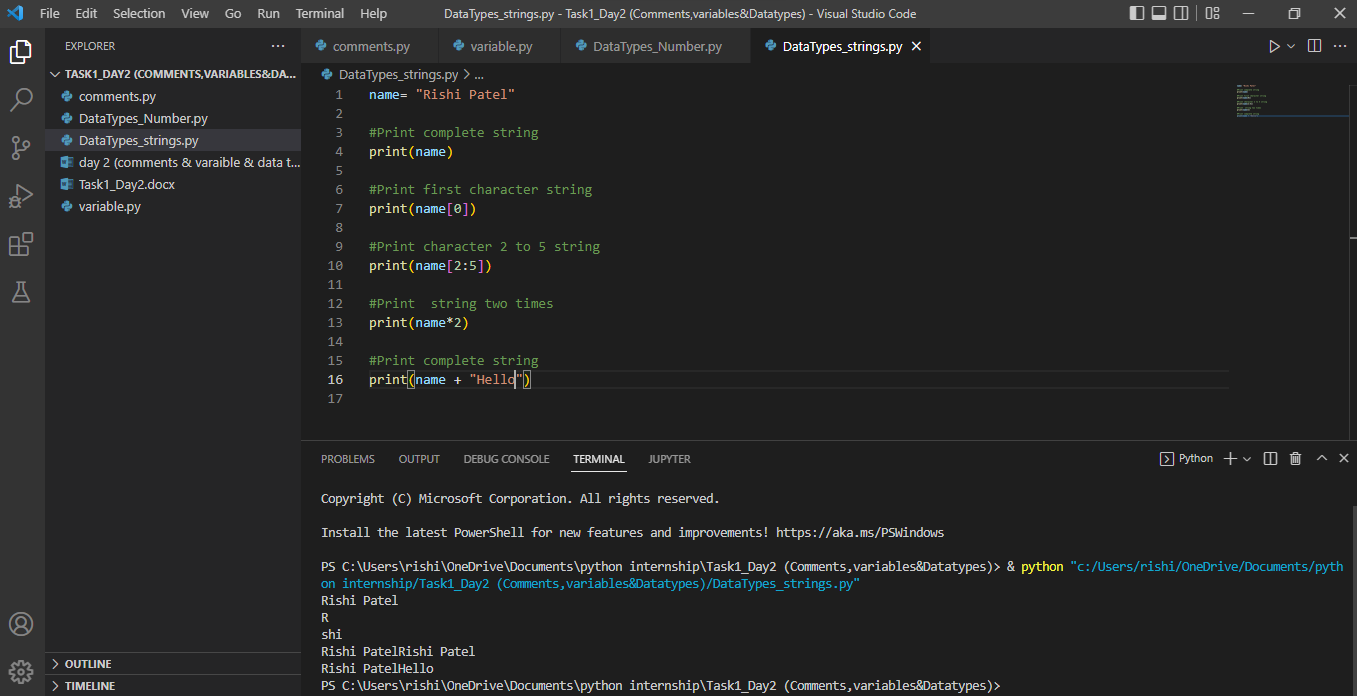 File Edit Selection View Go Run Terminal Help DataTypes_strings.py - Task1_Day2 (Comments,variables&Datatypes) - Visual Studio Code
EXPLORER
TASK1_DAY2 (COMMENTS,VARIABLES&DA...
comments.py
DataTypes_Number.py
DataTypes_strings.py
day 2 (comments & varaible & data t...
Task1_Day2.docx
variable.py
OUTLINE
TIMELINE
comments.py variable.py DataTypes_Number.py DataTypes_strings.py
DataTypes_strings.py > ...
1 name= "Rishi Patel"
2
3 #Print complete string
4 print(name)
5
6 #Print first character string
7 print(name[0])
8
9 #Print character 2 to 5 string
10 print(name[2:5])
11
12 #Print  string two times
13 print(name*2)
14
15 #Print complete string
16 print(name + "Hello")
17
PROBLEMS OUTPUT DEBUG CONSOLE TERMINAL JUPYTER Python
Copyright (C) Microsoft Corporation. All rights reserved.
Install the latest PowerShell for new features and improvements! https://aka.ms/PSWindows
PS C:\Users\rishi\OneDrive\Documents\python internship\Task1_Day2 (Comments,variables&Datatypes)> & python "c:/Users/rishi/OneDrive/Documents/pyth
on internship/Task1_Day2 (Comments,variables&Datatypes)/DataTypes_strings.py"
Rishi Patel
R
shi
Rishi PatelRishi Patel
Rishi PatelHello
PS C:\Users\rishi\OneDrive\Documents\python internship\Task1_Day2 (Comments,variables&Datatypes)>